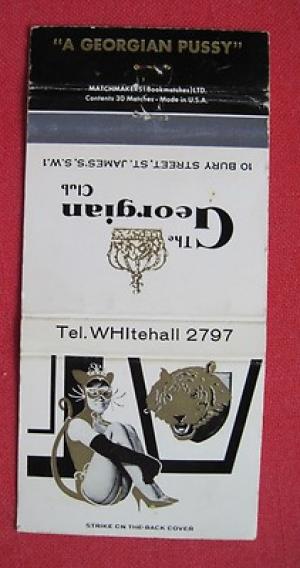 "A GEORGIAN PUSSY"
MATCHMAKERS (Bookmatches) LTD.
Contents 30 Matches - Made in U.S.A.
10 BURY STREET, ST. JAMES'S, S.W.1
The
Georgian
Club
Tel. WHItehall 2797
STRIKE ON THE BACK COVER